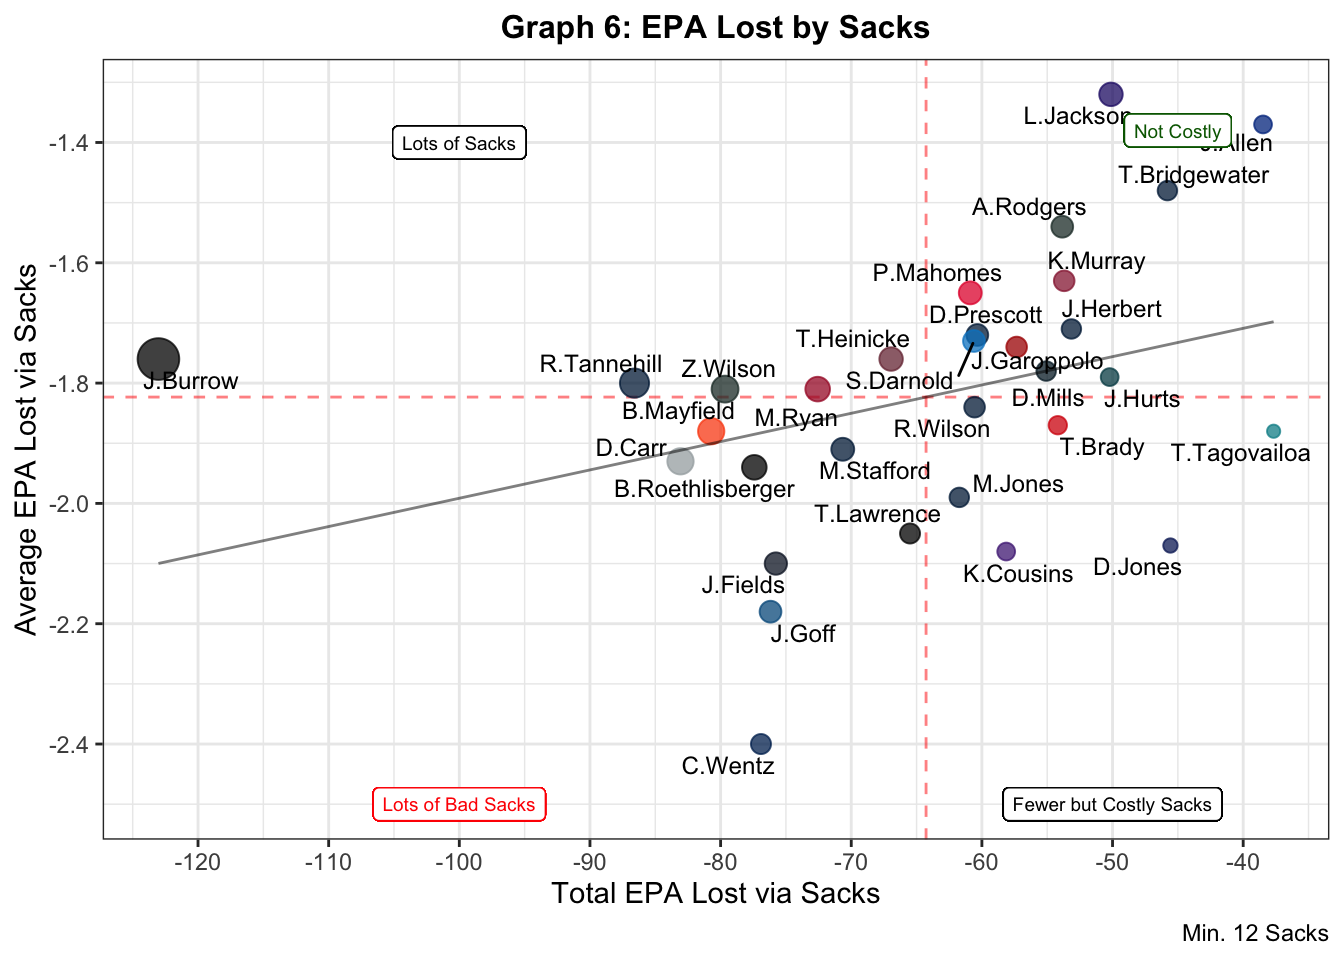 Graph 6: EPA Lost by Sacks
Average EPA Lost via Sacks
-1.4
-1.6
-1.8
-2.0
-2.2
-2.4
Lots of Sacks
Not Costly
L.Jackson
J.Allen
T.Bridgewater
A.Rodgers
K.Murray
P.Mahomes
J.Herbert
D.Prescott
T.Heinicke
J.Garoppolo
R.Tannehill
Z.Wilson
J.Burrow
S.Darnold
D.Mills
J.Hurts
B.Mayfield
M.Ryan
R.Wilson
D.Carr
T.Brady
T.Tagovailoa
M.Stafford
B.Roethlisberger
M.Jones
T.Lawrence
K.Cousins
D.Jones
J.Fields
J.Goff
C.Wentz
Lots of Bad Sacks
Fewer but Costly Sacks
-120
-110
-100
-90
-80
-70
-60
-50
-40
Total EPA Lost via Sacks
Min. 12 Sacks